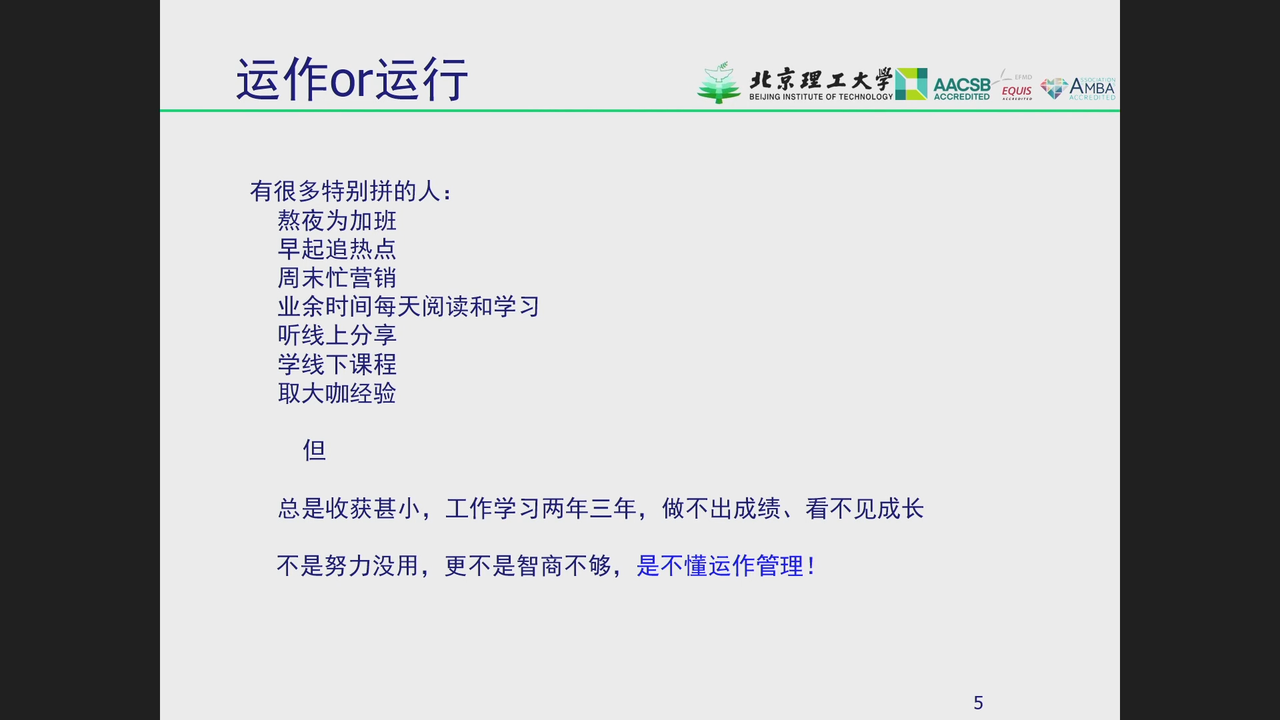 运作or运行
北京理工大學
BEIJING INSTITUTE OF TECHNOLOGY
AACSB
ACCREDITED
EFMD
EQUIS
ACCREDITED
ASSOCIATION
AMBA
ACCREDITED
有很多特别拼的人：
熬夜为加班
早起追热点
周末忙营销
业余时间每天阅读和学习
听线上分享
学线下课程
取大咖经验
但
总是收获甚小，工作学习两年三年，做不出成绩、看不见成长
不是努力没用，更不是智商不够，是不懂运作管理！
5